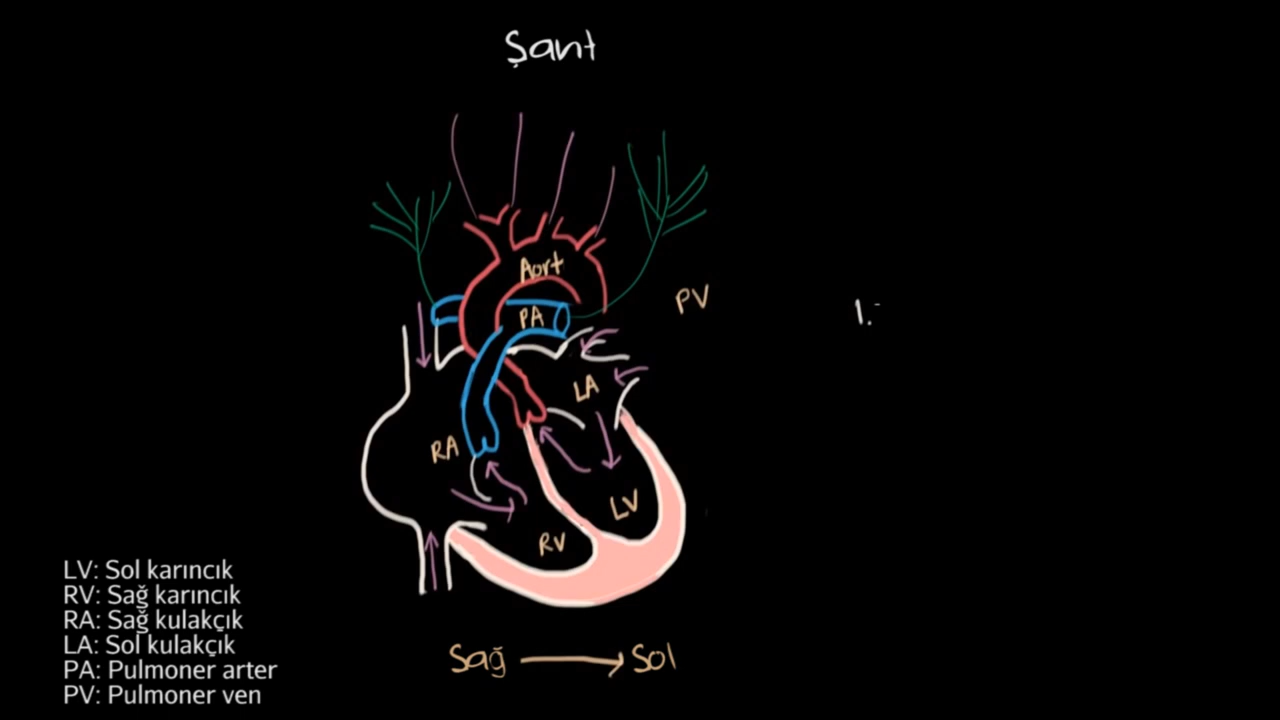 Şant
Aort
PA
PV
1.
LA
RA
LV
RV
LV: Sol karıncık
RV: Sağ karıncık
RA: Sağ kulakçık
LA: Sol kulakçık
PA: Pulmoner arter
PV: Pulmoner ven
Sağ → Sol